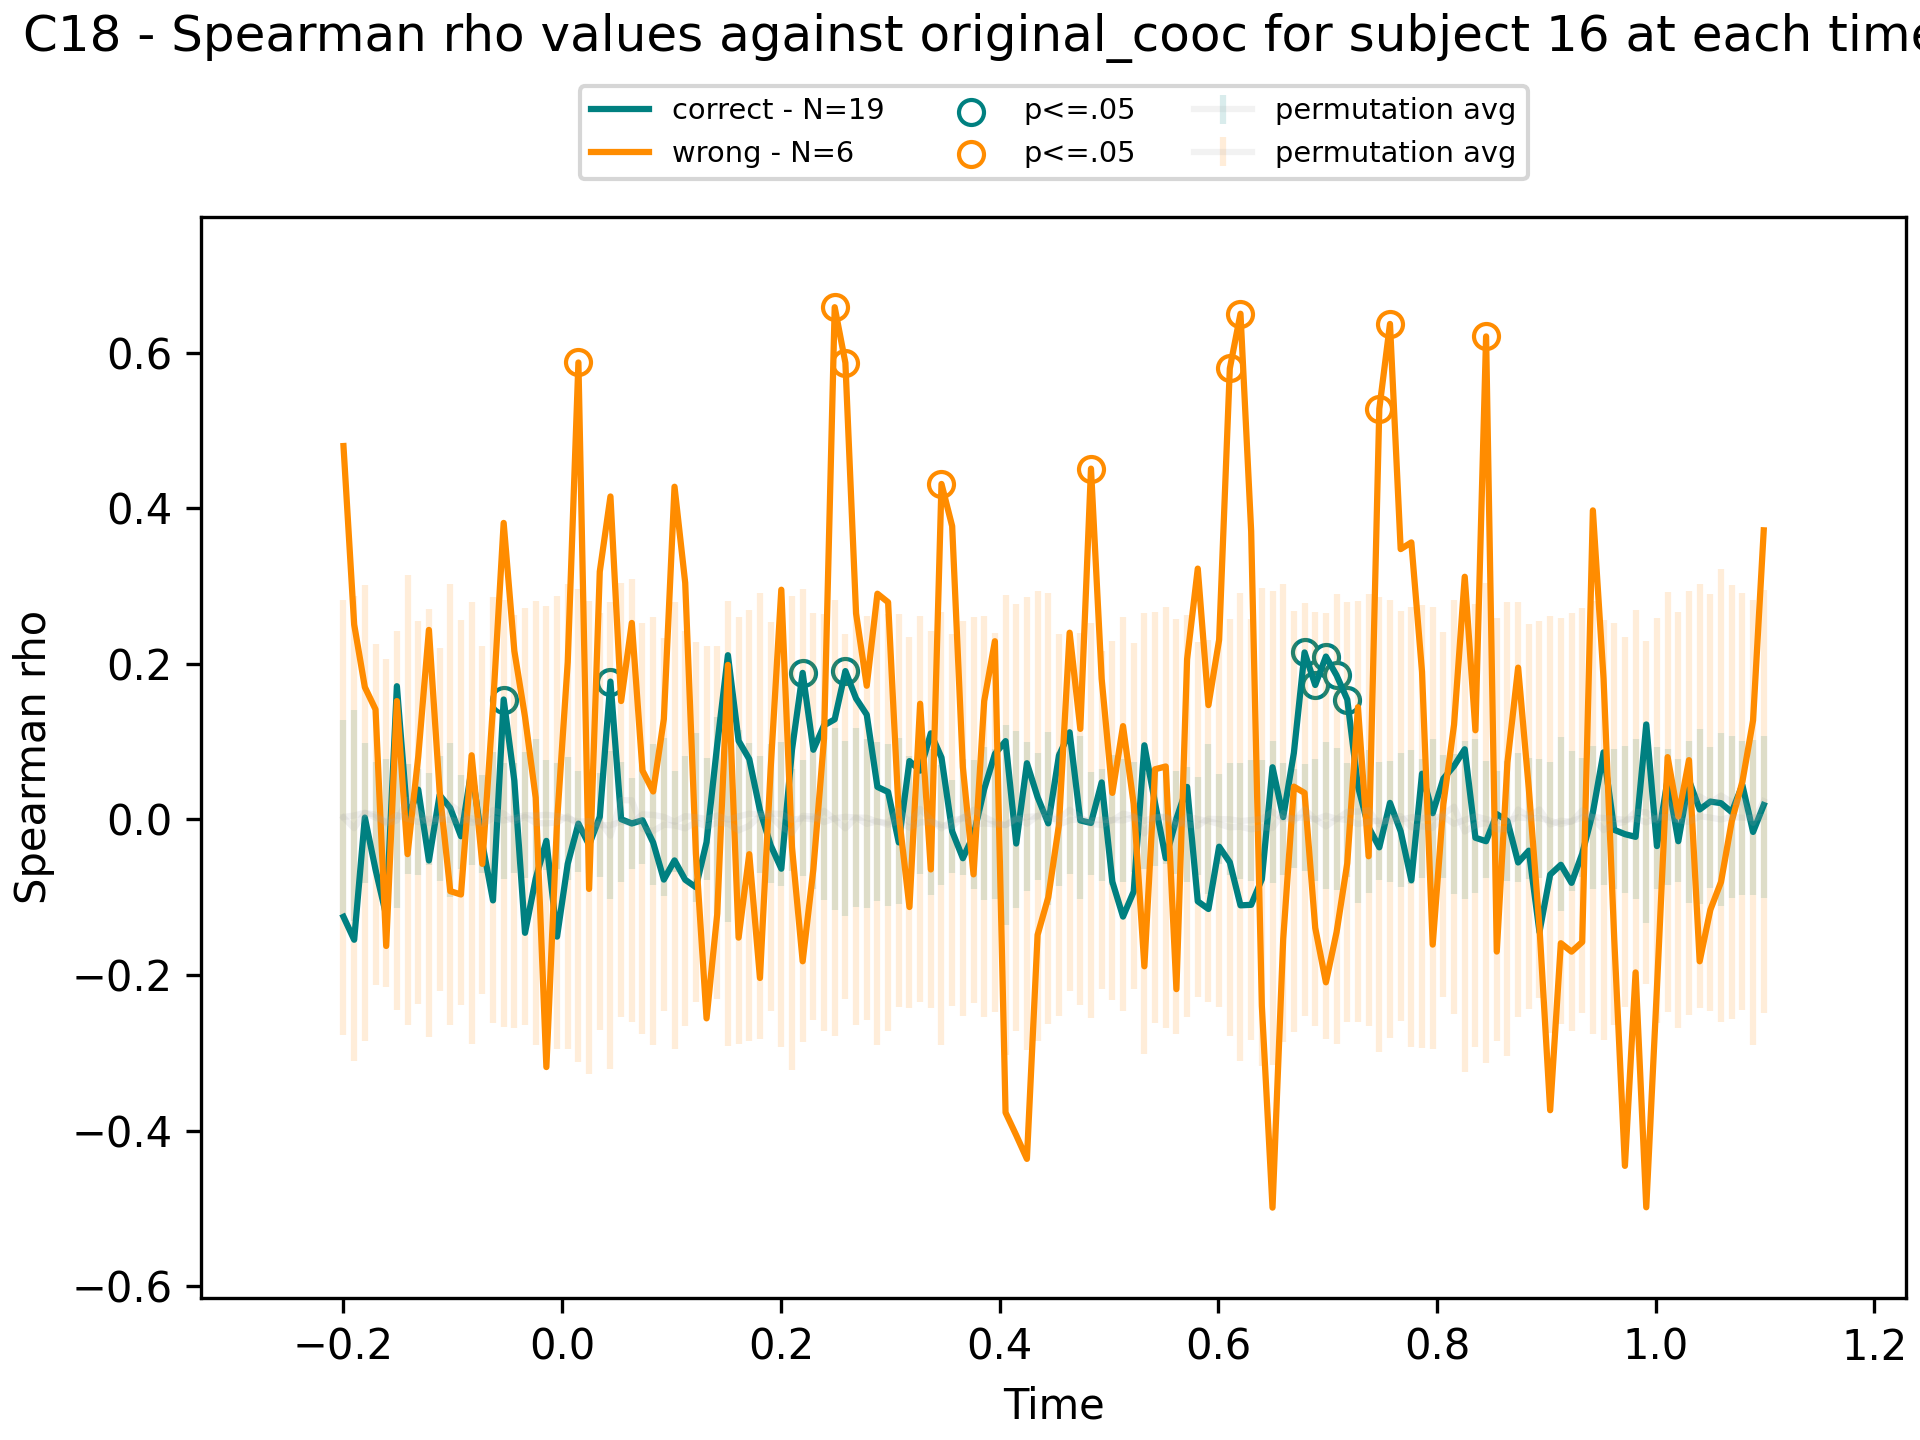 C18 - Spearman rho values against original_cooc for subject 16 at each time
correct - N=19 p<=.05 permutation avg
wrong - N=6 p<=.05 permutation avg
0.6
0.4
0.2
0.0
−0.2
−0.4
−0.6
Spearman rho
−0.2 0.0 0.2 0.4 0.6 0.8 1.0 1.2
Time